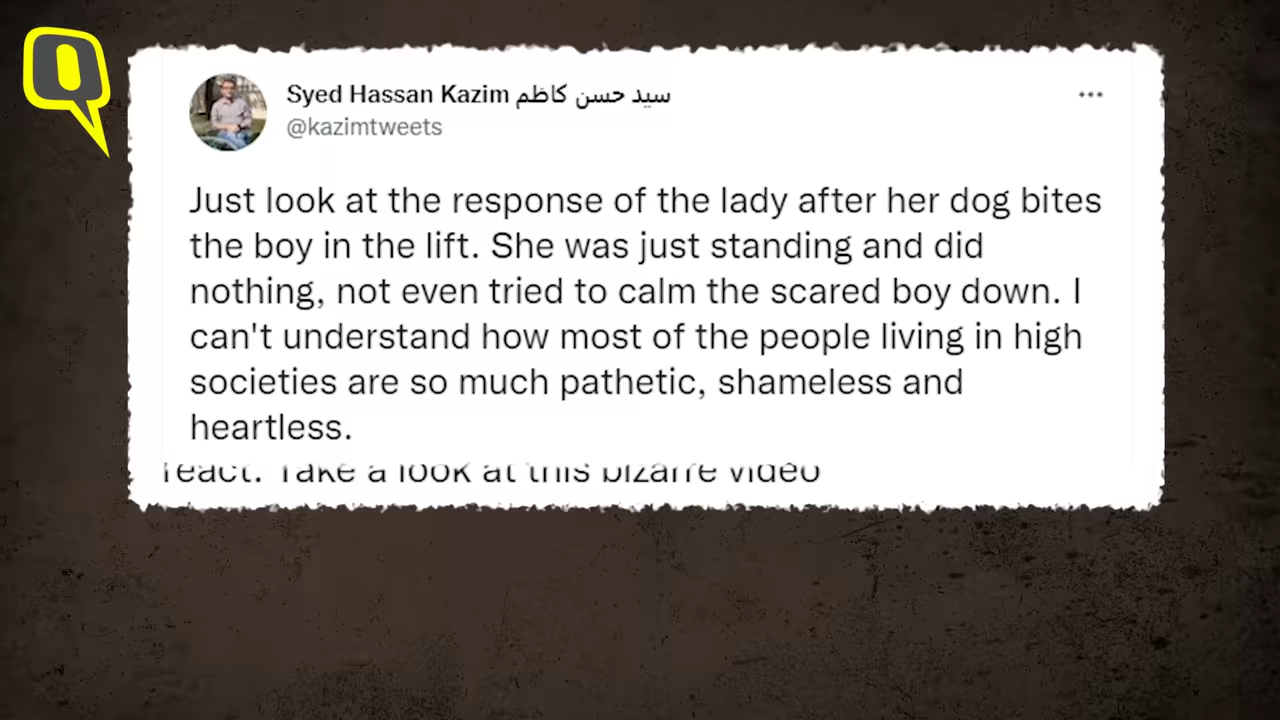 Syed Hassan Kazim سید حسن کاظم
@kazimtweets
Just look at the response of the lady after her dog bites
the boy in the lift. She was just standing and did
nothing, not even tried to calm the scared boy down. I
can't understand how most of the people living in high
societies are so much pathetic, shameless and
heartless.
react. Take a look at this bizarre video